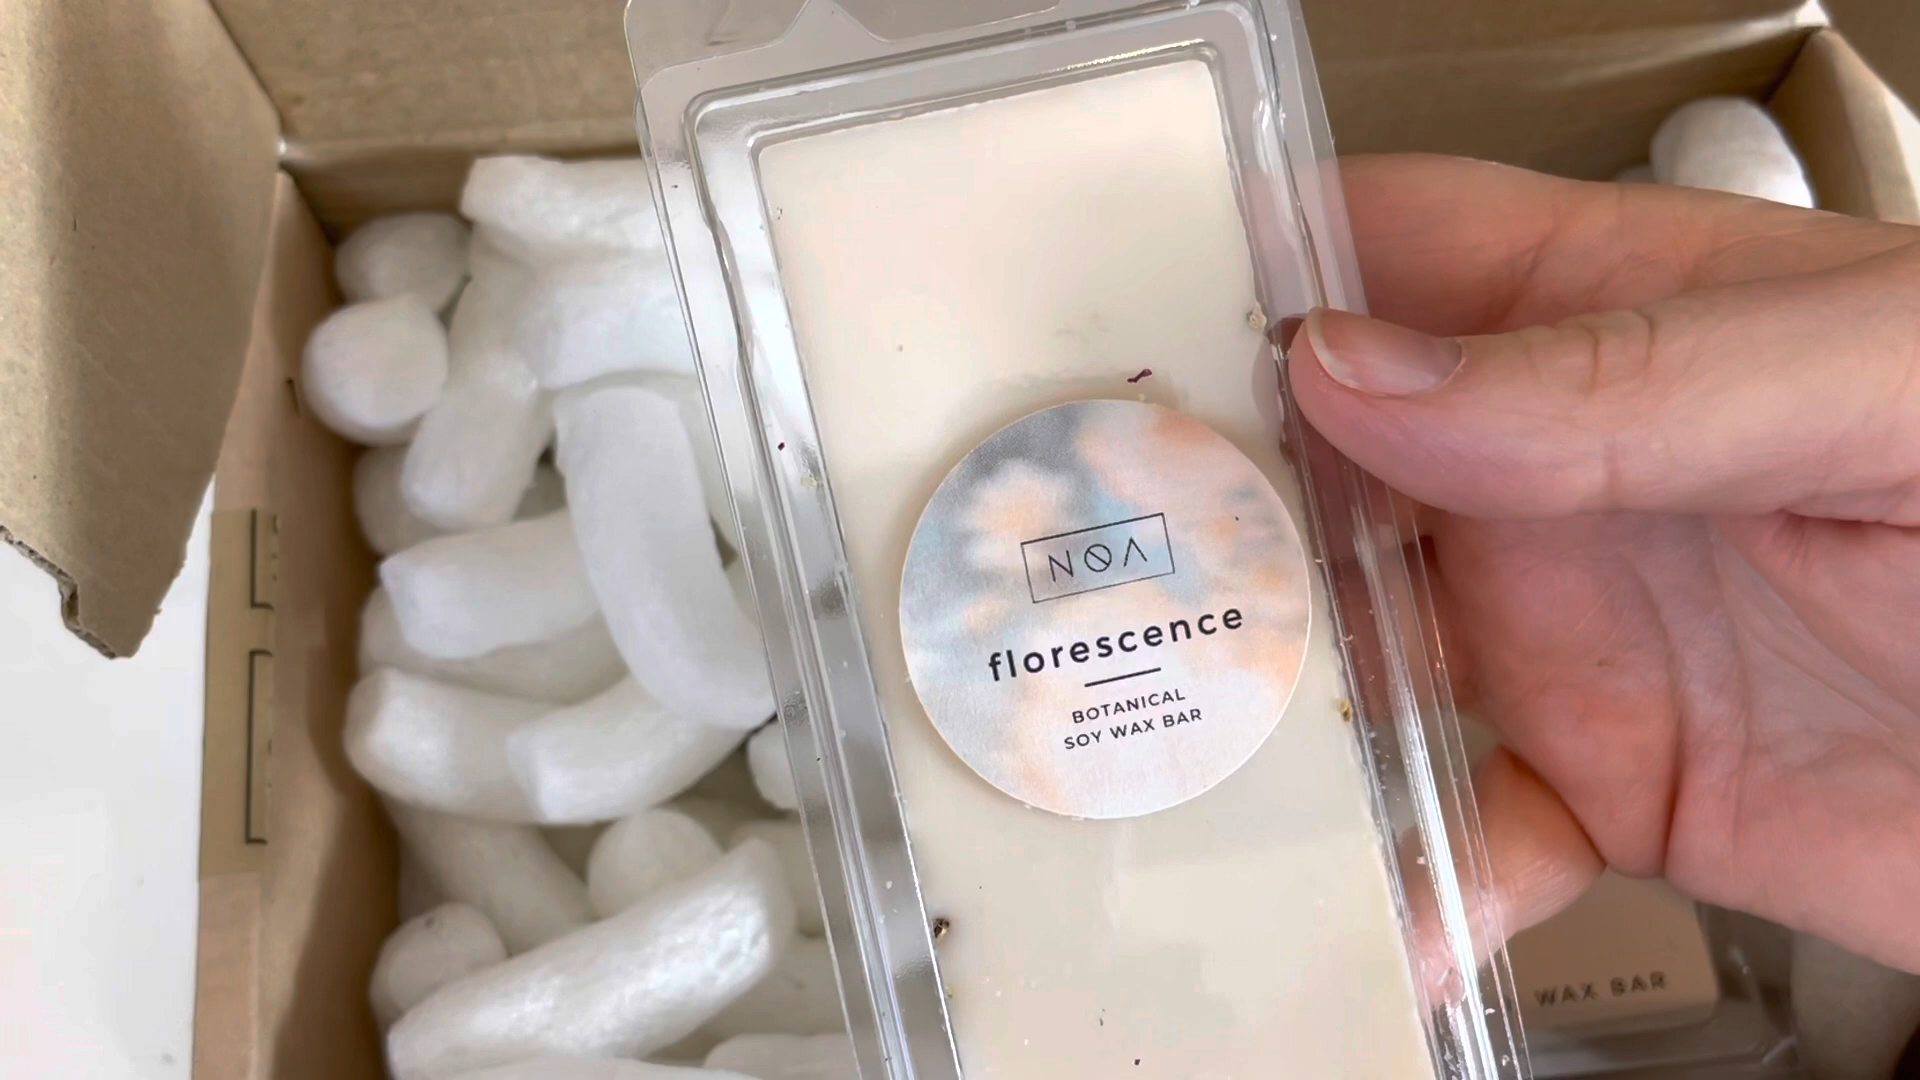 NOA
florescence
BOTANICAL
SOY WAX BAR
WAX BAR